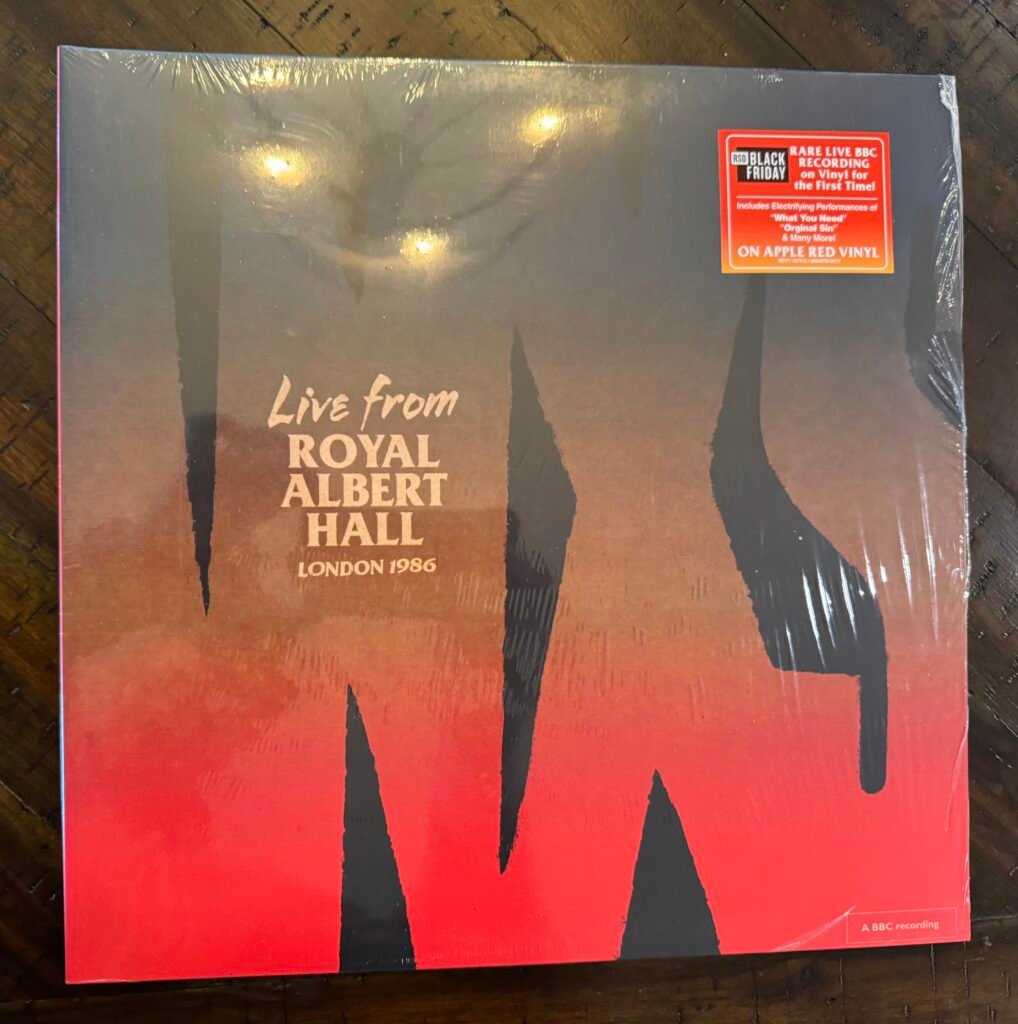 RSD BLACK FRIDAY
RARE LIVE BBC
RECORDING
on Vinyl for
the First Time!
Includes Electrifying Performances of
"What You Need"
"Orginal Sin"
& Many More!
ON APPLE RED VINYL
Live from
ROYAL
ALBERT
HALL
LONDON 1986
A BBC recording